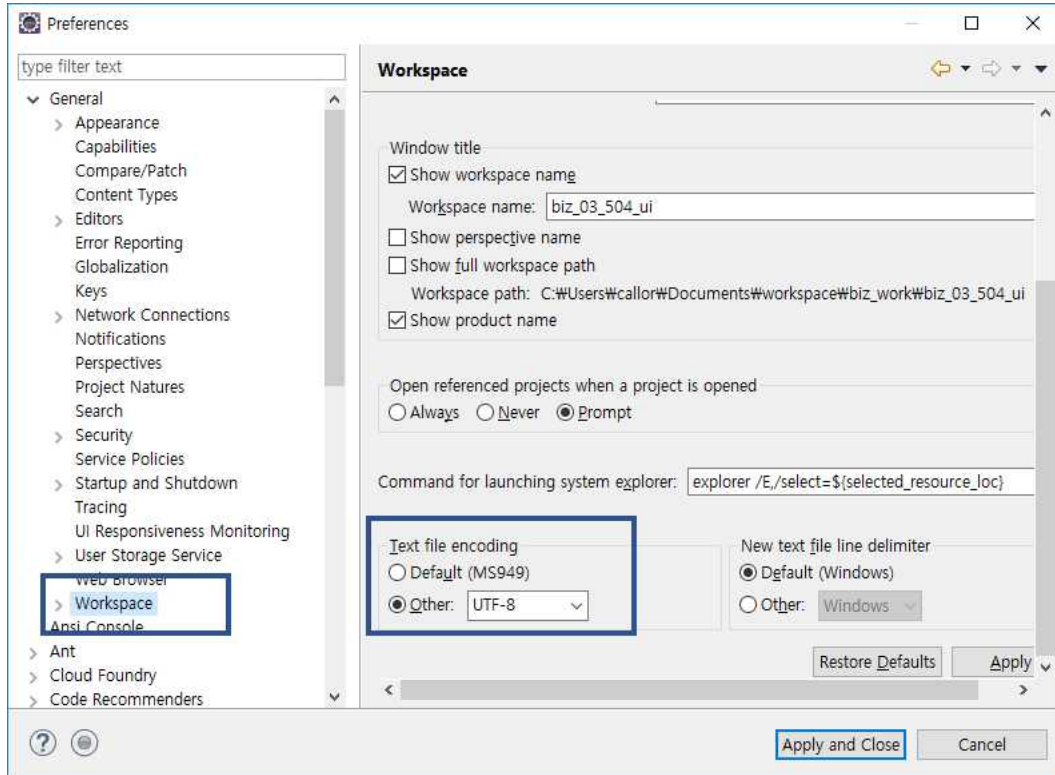 Preferences
type filter text
General
Appearance
Capabilities
Compare/Patch
Content Types
Editors
Error Reporting
Globalization
Keys
Network Connections
Notifications
Perspectives
Project Natures
Search
Security
Service Policies
Startup and Shutdown
Tracing
UI Responsiveness Monitoring
User Storage Service
Web Browser
Workspace
Ansi Console
Ant
Cloud Foundry
Code Recommenders
Workspace
Window title
Show workspace name
Workspace name: biz_03_504_ui
Show perspective name
Show full workspace path
Workspace path: C:₩Users₩callor₩Documents₩workspace₩biz_work₩biz_03_504_ui
Show product name
Open referenced projects when a project is opened
Always Never Prompt
Command for launching system explorer: explorer /E,/select=${selected_resource_loc}
Text file encoding
Default (MS949)
Other: UTF-8
New text file line delimiter
Default (Windows)
Other: Windows
Restore Defaults Apply
Apply and Close Cancel